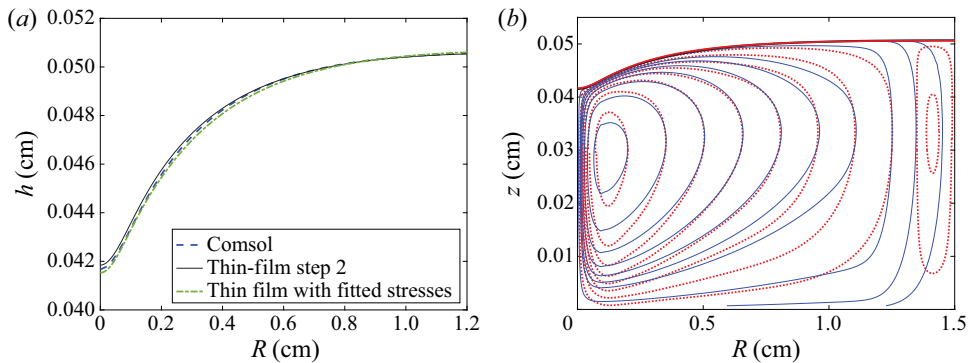 (a)
0.052
0.050
0.048
h (cm)
0.046
0.044
0.042
0.040
Comsol
Thin-film step 2
Thin film with fitted stresses
0 0.2 0.4 0.6 0.8 1.0 1.2
R (cm)
(b)
0.05
0.04
z (cm)
0.03
0.02
0.01
0 0.5 1.0 1.5
R (cm)